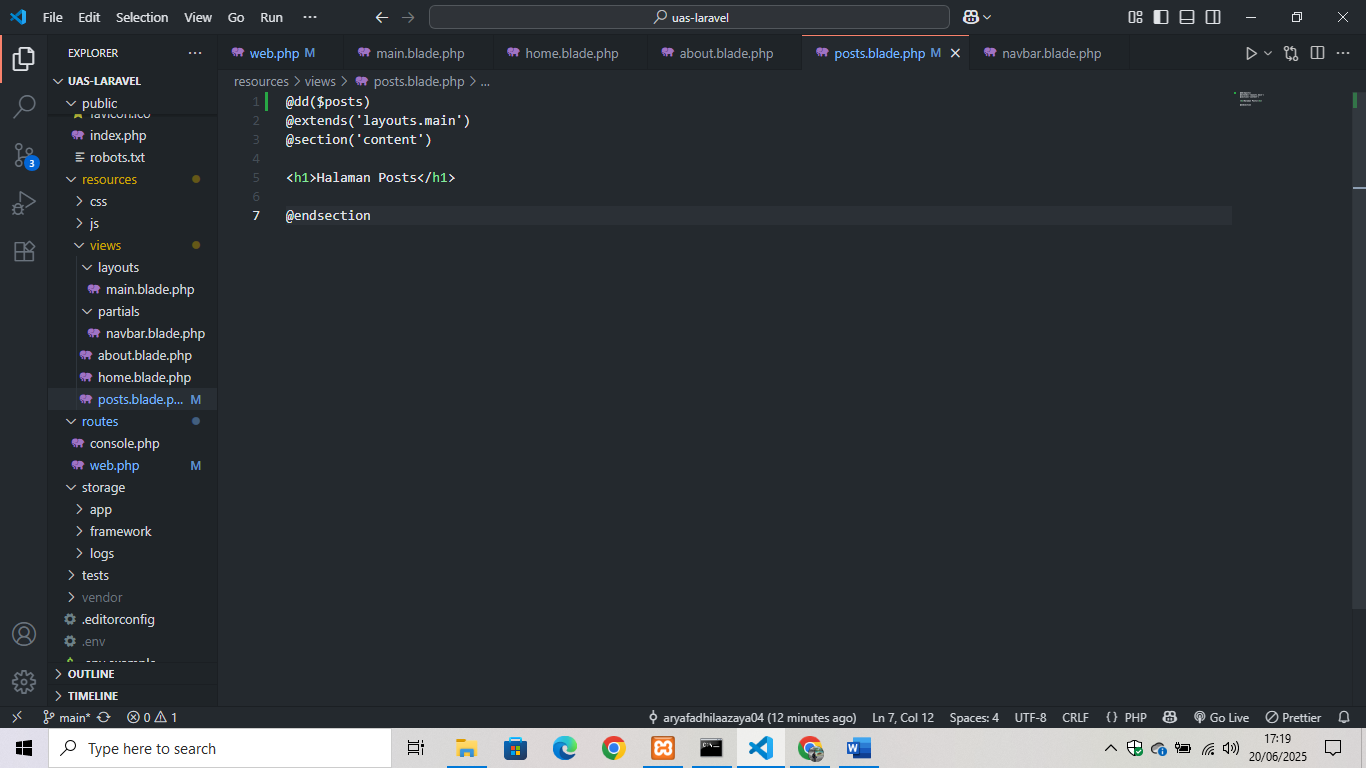 File Edit Selection View Go Run ···
uas-laravel
EXPLORER ···
web.php M
main.blade.php
home.blade.php
about.blade.php
posts.blade.php M
navbar.blade.php
UAS-LARAVEL
resources > views > posts.blade.php > ...
public
favicon.ico
index.php
robots.txt
resources
css
js
views
layouts
main.blade.php
partials
navbar.blade.php
about.blade.php
home.blade.php
posts.blade.p... M
routes
console.php
web.php M
storage
app
framework
logs
tests
vendor
.editorconfig
.env
.env.example
OUTLINE
TIMELINE
1 @dd($posts)
2 @extends('layouts.main')
3 @section('content')
4
5 <h1>Halaman Posts</h1>
6
7 @endsection
3
main* 0 1 aryafadhilaazaya04 (12 minutes ago) Ln 7, Col 12 Spaces: 4 UTF-8 CRLF {} PHP Go Live Prettier
Type here to search
17:19
20/06/2025